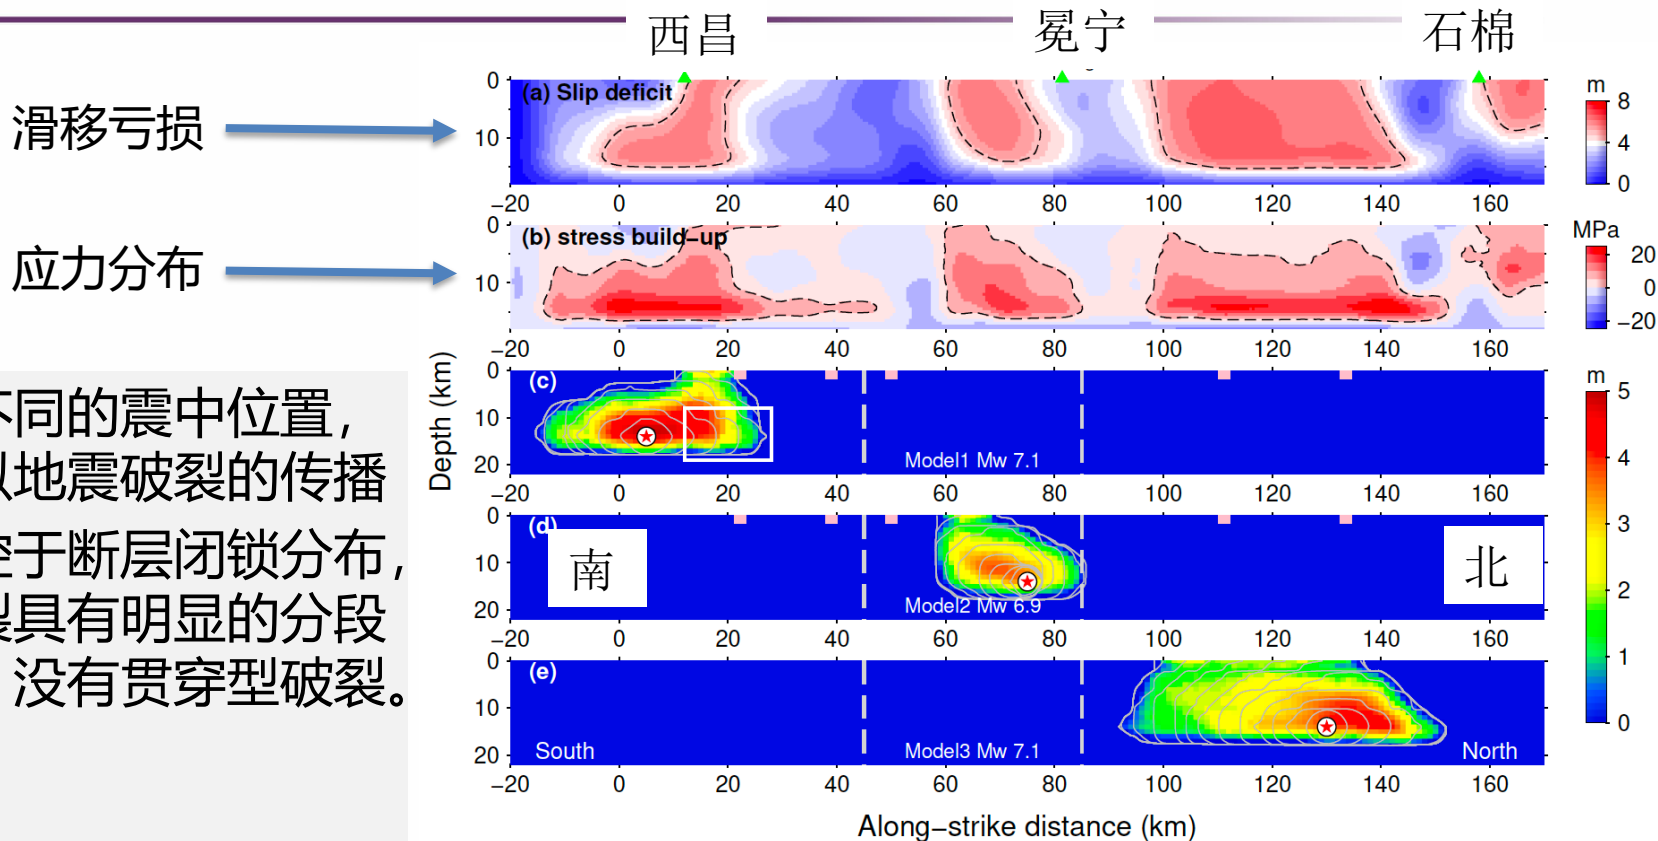 西昌
冕宁
石棉
滑移亏损
应力分布
不同的震中位置，
以地震破裂的传播
空于断层闭锁分布，
裂具有明显的分段
没有贯穿型破裂。
(a) Slip deficit
0
10
−20 0 20 40 60 80 100 120 140 160
m
8
4
0
(b) stress build−up
0
10
−20 0 20 40 60 80 100 120 140 160
MPa
20
0
−20
Depth (km)
(c)
0
10
20
Model1 Mw 7.1
−20 0 20 40 60 80 100 120 140 160
m
5
4
3
2
1
0
(d)
0
10
20
南
北
Model2 Mw 6.9
−20 0 20 40 60 80 100 120 140 160
(e)
0
10
20
South
Model3 Mw 7.1
North
−20 0 20 40 60 80 100 120 140 160
Along−strike distance (km)